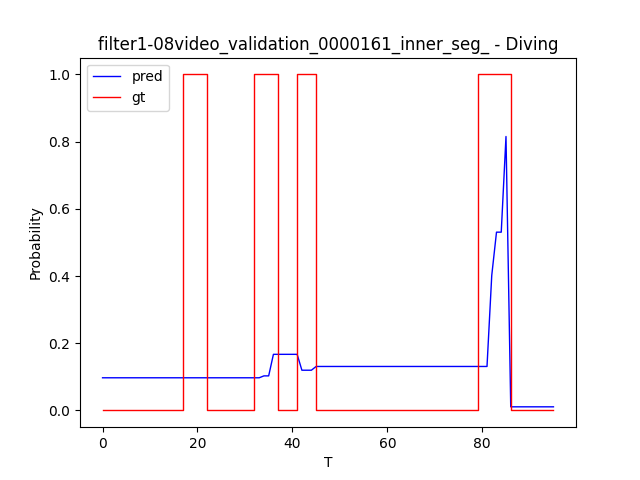 filter1-08video_validation_0000161_inner_seg_ - Diving
pred
gt
1.0
0.8
0.6
0.4
0.2
0.0
Probability
0 20 40 60 80
T